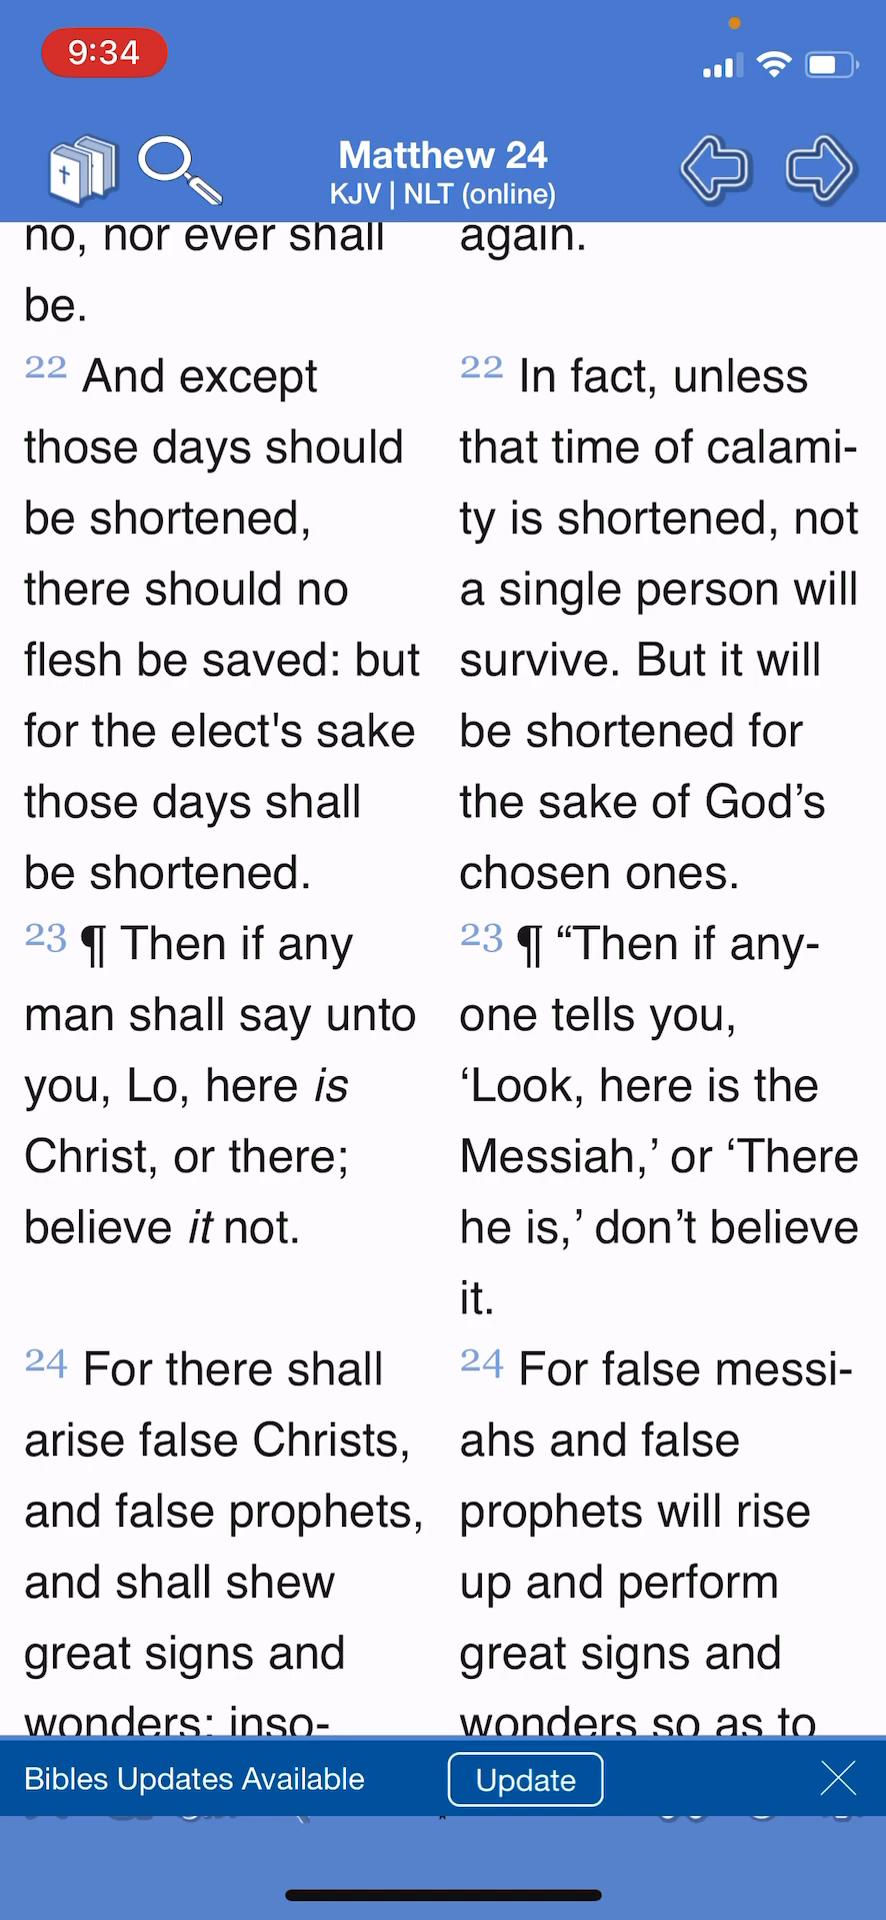 9:34
Matthew 24
KJV | NLT (online)
no, nor ever shall
be.
22 And except
those days should
be shortened,
there should no
flesh be saved: but
for the elect's sake
those days shall
be shortened.
23 ¶ Then if any
man shall say unto
you, Lo, here is
Christ, or there;
believe it not.
24 For there shall
arise false Christs,
and false prophets,
and shall shew
great signs and
wonders; inso-
again.
22 In fact, unless
that time of calami-
ty is shortened, not
a single person will
survive. But it will
be shortened for
the sake of God’s
chosen ones.
23 ¶ “Then if any-
one tells you,
‘Look, here is the
Messiah,’ or ‘There
he is,’ don’t believe
it.
24 For false messi-
ahs and false
prophets will rise
up and perform
great signs and
wonders so as to
Bibles Updates Available
Update